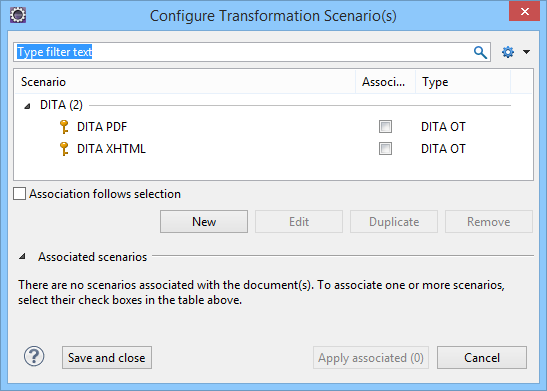 Configure Transformation Scenario(s)
Type filter text
Scenario Associ... Type
DITA (2)
DITA PDF DITA OT
DITA XHTML DITA OT
Association follows selection
New Edit Duplicate Remove
Associated scenarios
There are no scenarios associated with the document(s). To associate one or more scenarios,
select their check boxes in the table above.
? Save and close Apply associated (0) Cancel